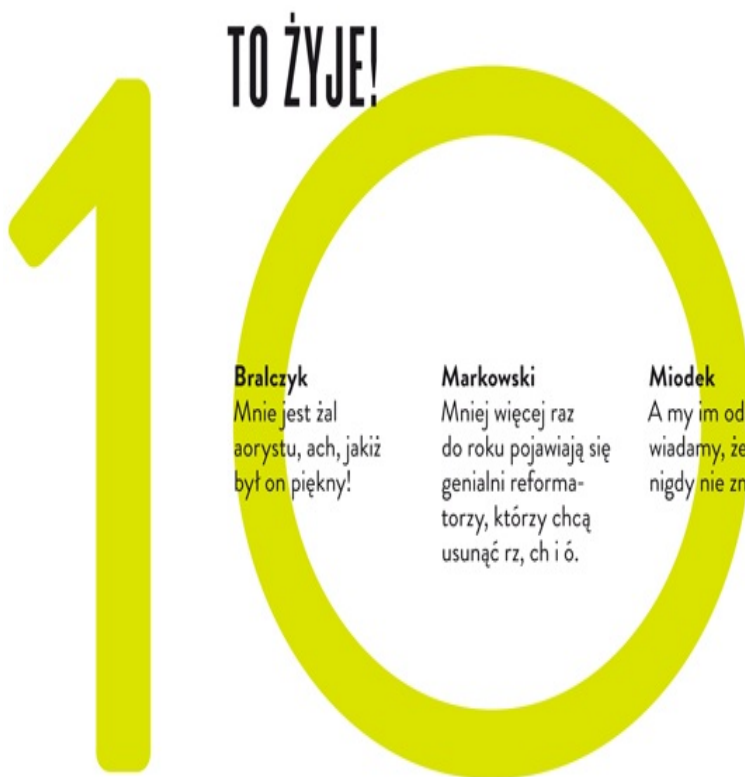 TO ŻYJE!
10
Bralczyk
Mnie jest żal
aorystu, ach, jakiż
był on piękny!
Markowski
Mniej więcej raz
do roku pojawiają się
genialni reforma-
torzy, którzy chcą
usunąć rz, ch i ó.
Miodek
A my im od
wiadamy, że
nigdy nie